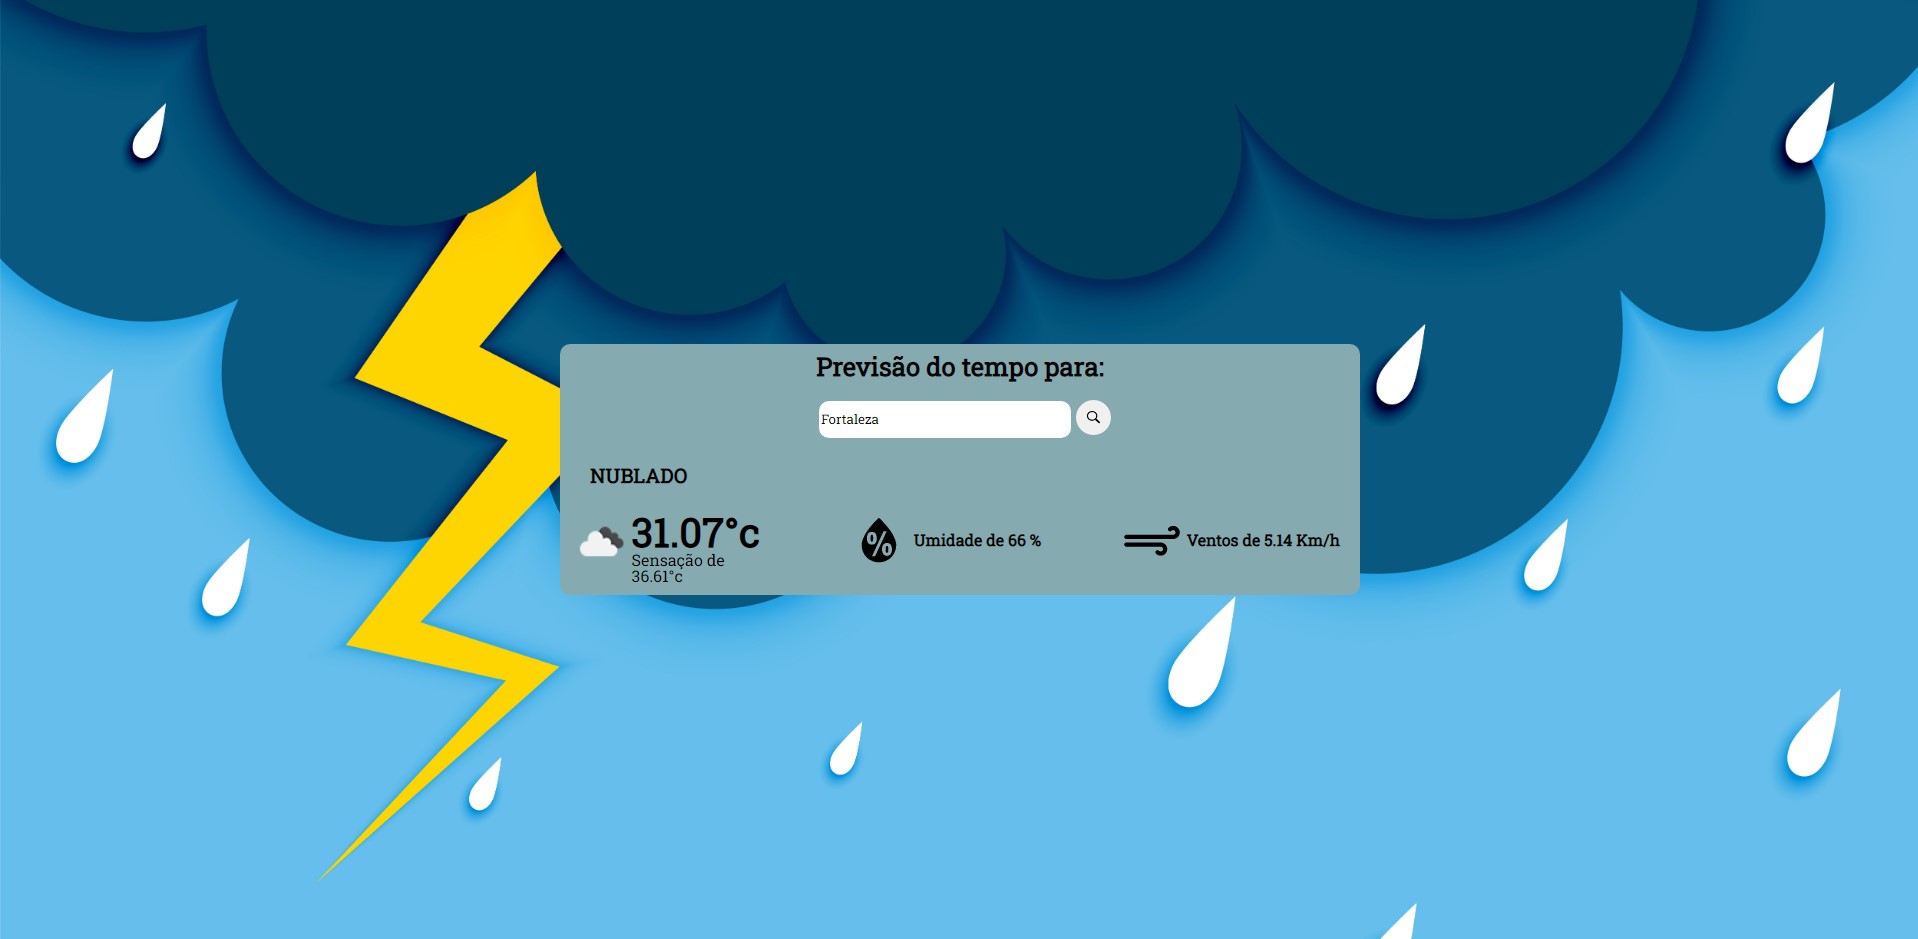 Previsão do tempo para:
Fortaleza
NUBLADO
31.07°c
Sensação de
36.61°c
%
Umidade de 66 %
Ventos de 5.14 Km/h